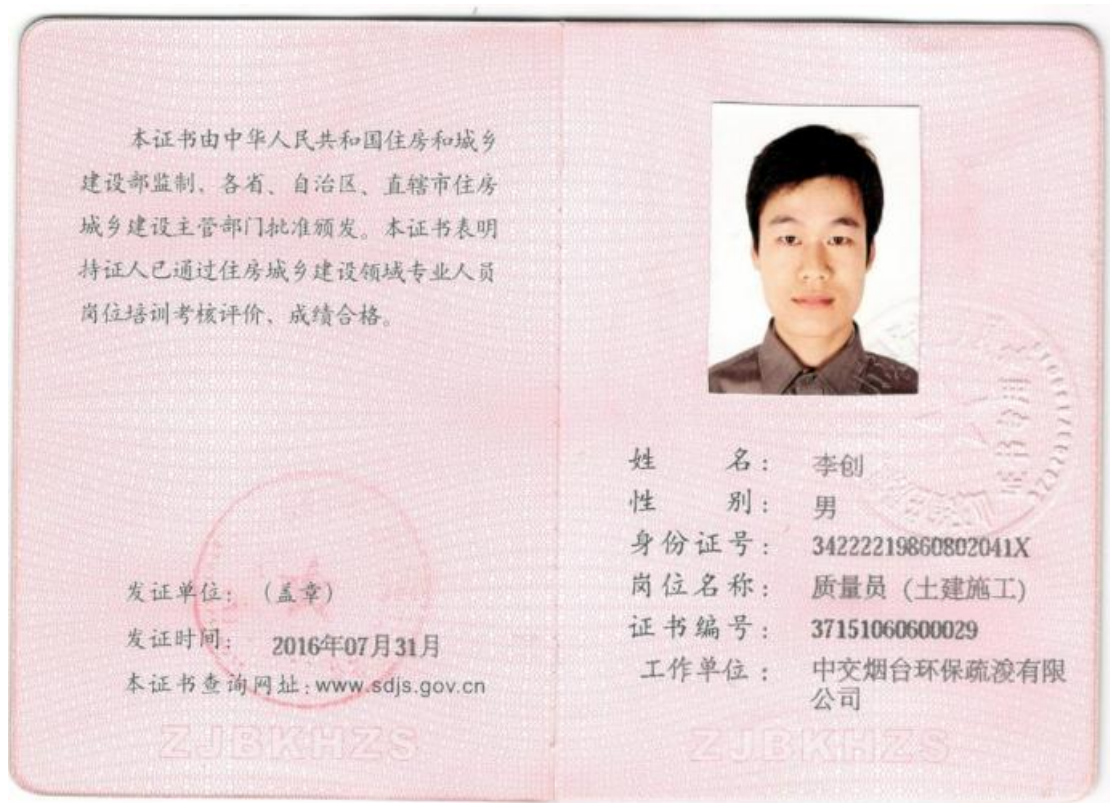 本证书由中华人民共和国住房和城乡
建设部监制、各省、自治区、直辖市住房
城乡建设主管部门批准颁发。本证书表明
持证人已通过住房城乡建设领域专业人员
岗位培训考核评价、成绩合格。
发证单位：（盖章）
发证时间：2016年07月31日
本证书查询网址：www.sdjs.gov.cn
ZJBKHZS
姓 名：李创
性 别：男
身份证号：34222219860802041X
岗位名称：质量员（土建施工）
证书编号：37151060600029
工作单位：中交烟台环保疏浚有限
公司
ZJBKHZS